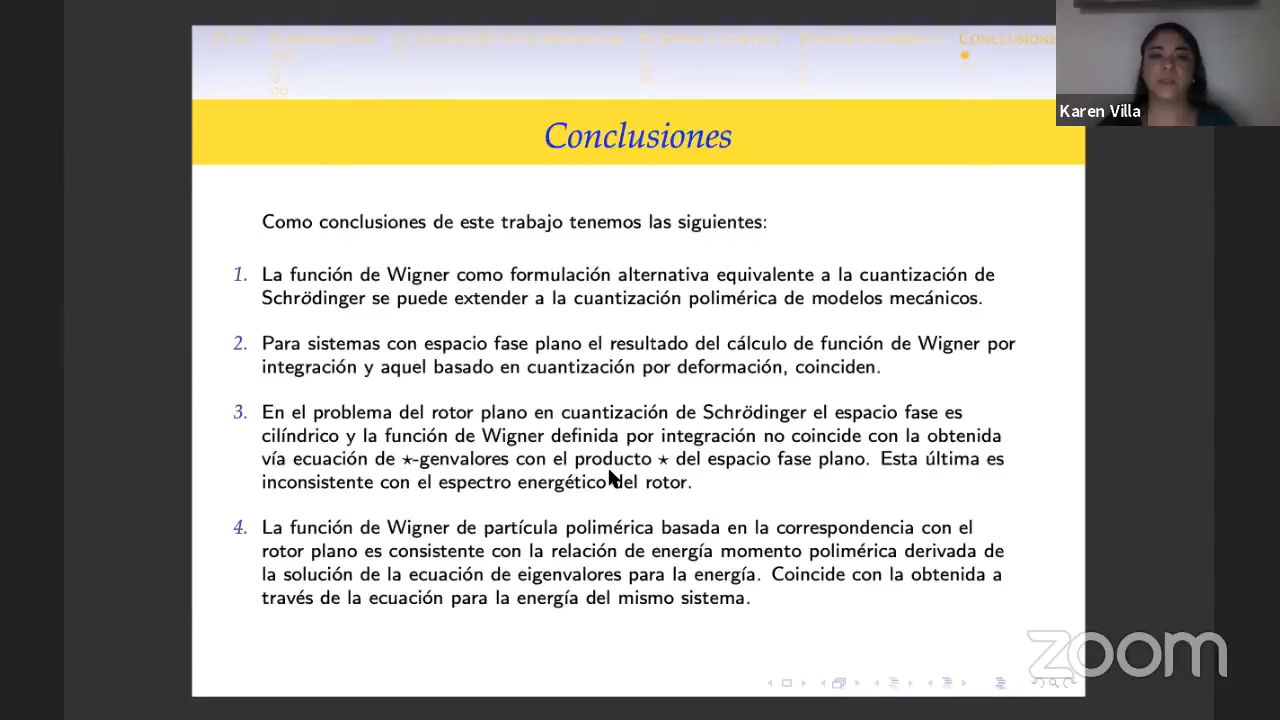 CONCLUSIONE
Karen Villa
Conclusiones
Como conclusiones de este trabajo tenemos las siguientes:
1. La función de Wigner como formulación alternativa equivalente a la cuantización de
Schrödinger se puede extender a la cuantización polimérica de modelos mecánicos.
2. Para sistemas con espacio fase plano el resultado del cálculo de función de Wigner por
integración y aquel basado en cuantización por deformación, coinciden.
3. En el problema del rotor plano en cuantización de Schrödinger el espacio fase es
cilíndrico y la función de Wigner definida por integración no coincide con la obtenida
vía ecuación de ⋆-genvalores con el producto ⋆ del espacio fase plano. Esta última es
inconsistente con el espectro energético del rotor.
4. La función de Wigner de partícula polimérica basada en la correspondencia con el
rotor plano es consistente con la relación de energía momento polimérica derivada de
la solución de la ecuación de eigenvalores para la energía. Coincide con la obtenida a
través de la ecuación para la energía del mismo sistema.
zoom